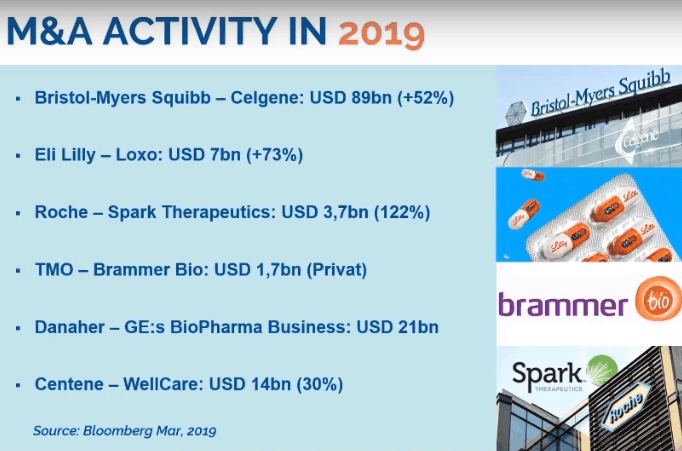 M&A ACTIVITY IN 2019
▪ Bristol-Myers Squibb – Celgene: USD 89bn (+52%)
▪ Eli Lilly – Loxo: USD 7bn (+73%)
▪ Roche – Spark Therapeutics: USD 3,7bn (122%)
▪ TMO – Brammer Bio: USD 1,7bn (Privat)
▪ Danaher – GE:s BioPharma Business: USD 21bn
▪ Centene – WellCare: USD 14bn (30%)
Source: Bloomberg Mar, 2019
Bristol-Myers Squibb
Celgene
Lilly
Lilly
Lilly
brammer bio
Spark
THERAPEUTICS
Roche